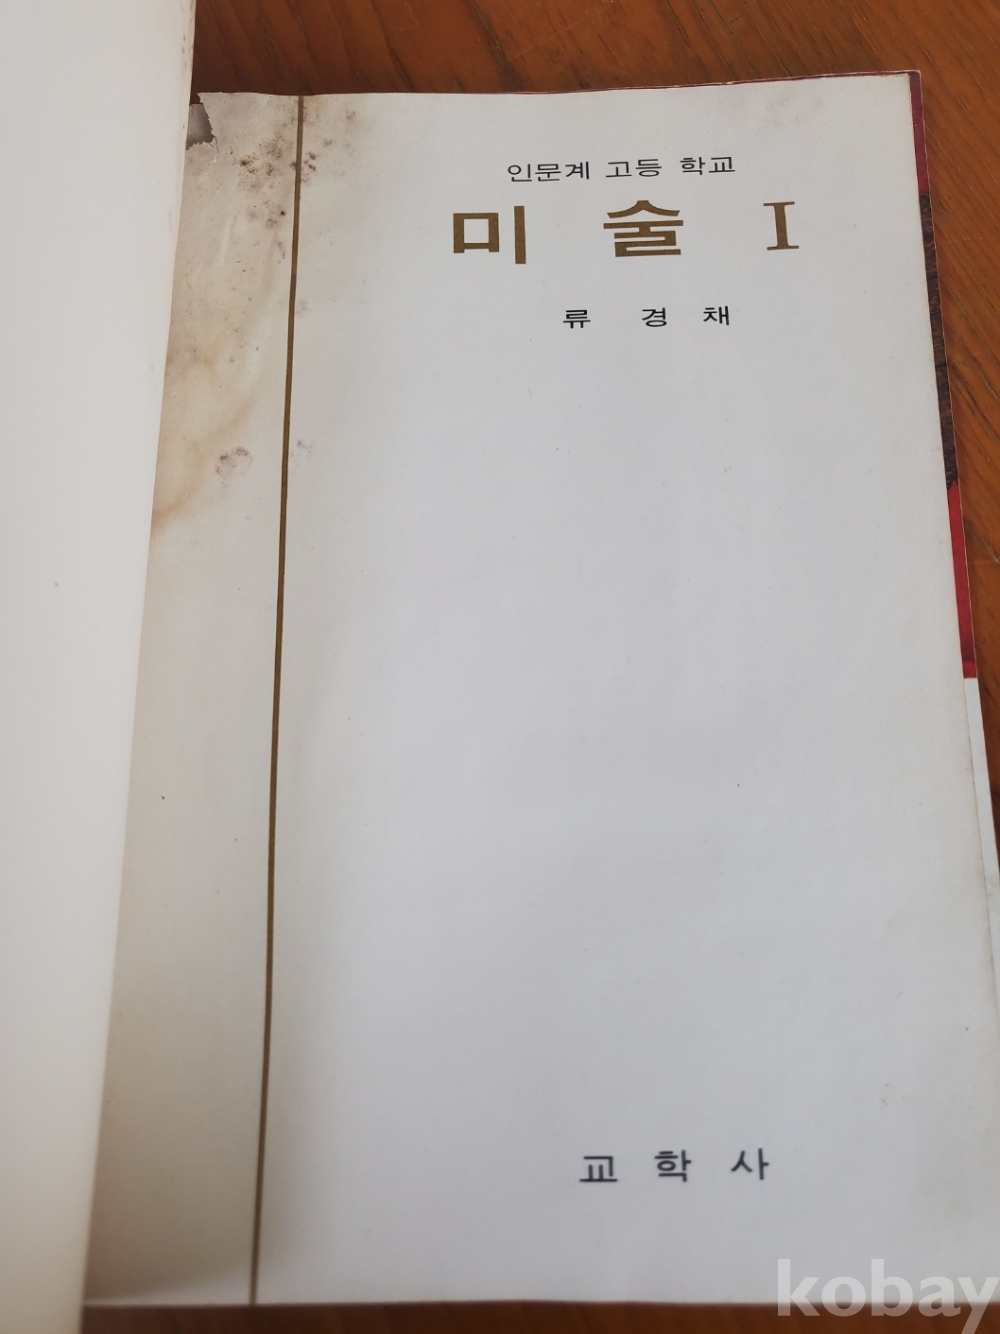 인문계 고등 학교
미 술 I
류 경 채
교 학 사
kobay